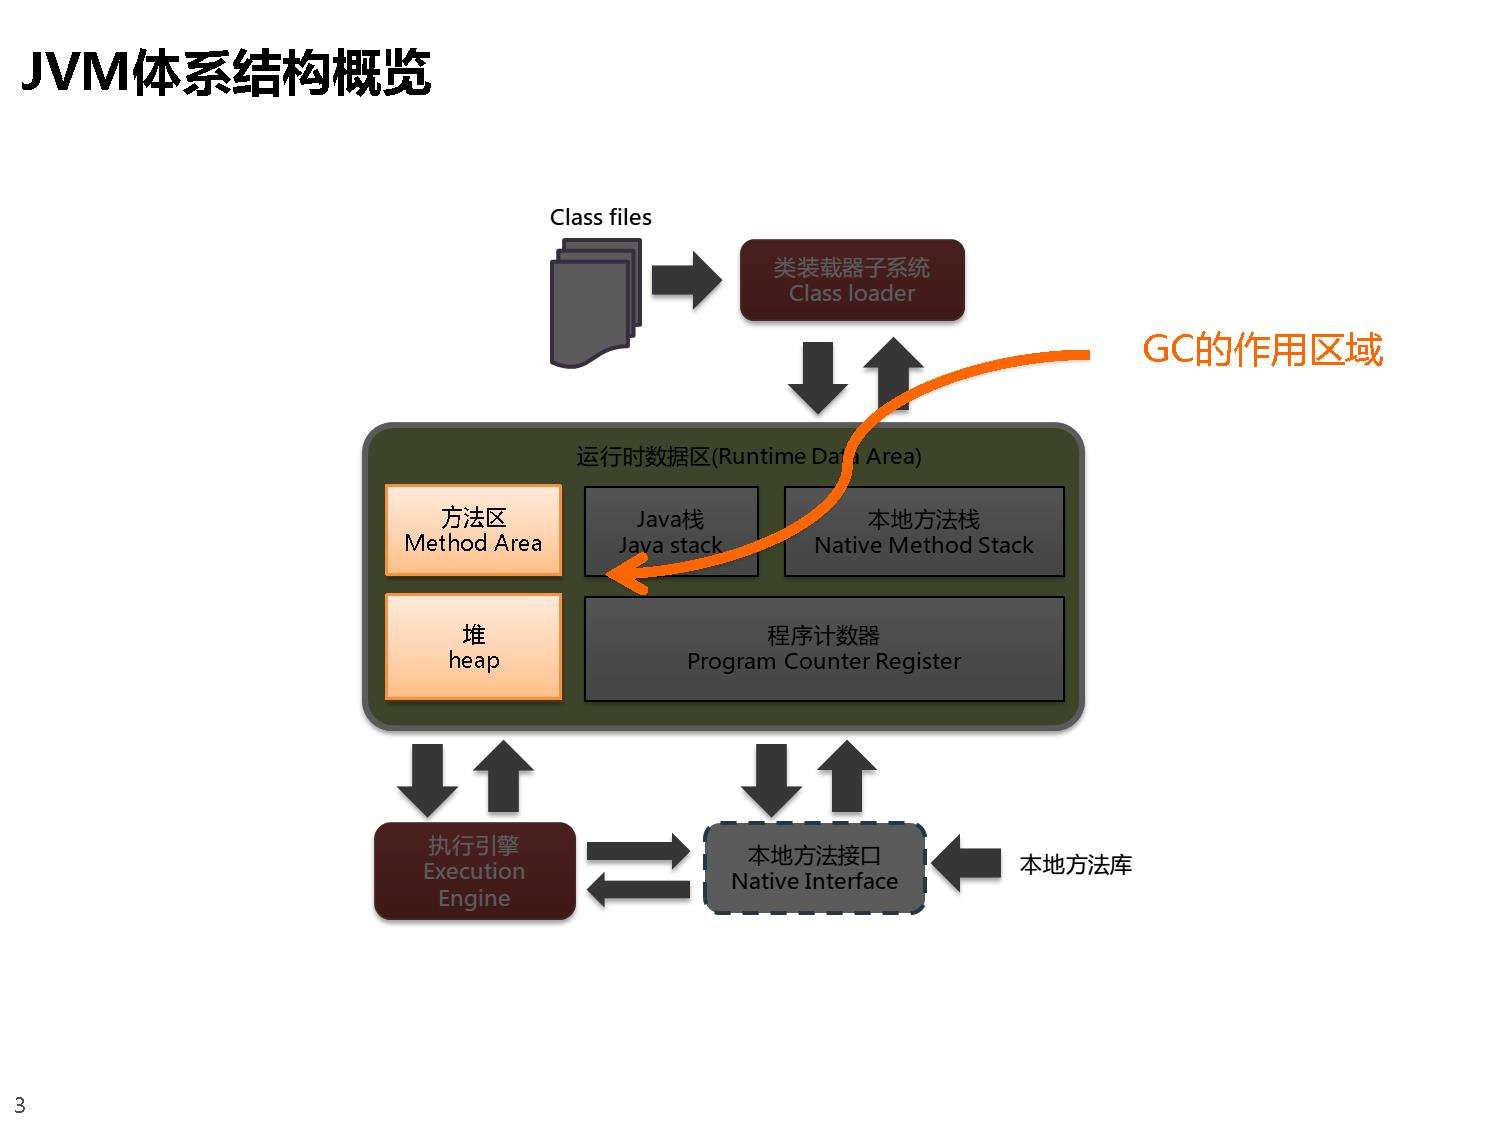 JVM体系结构概览
Class files
类装载器子系统
Class loader
GC的作用区域
运行时数据区(Runtime Data Area)
方法区
Method Area
Java栈
Java stack
本地方法栈
Native Method Stack
堆
heap
程序计数器
Program Counter Register
执行引擎
Execution
Engine
本地方法接口
Native Interface
本地方法库
3